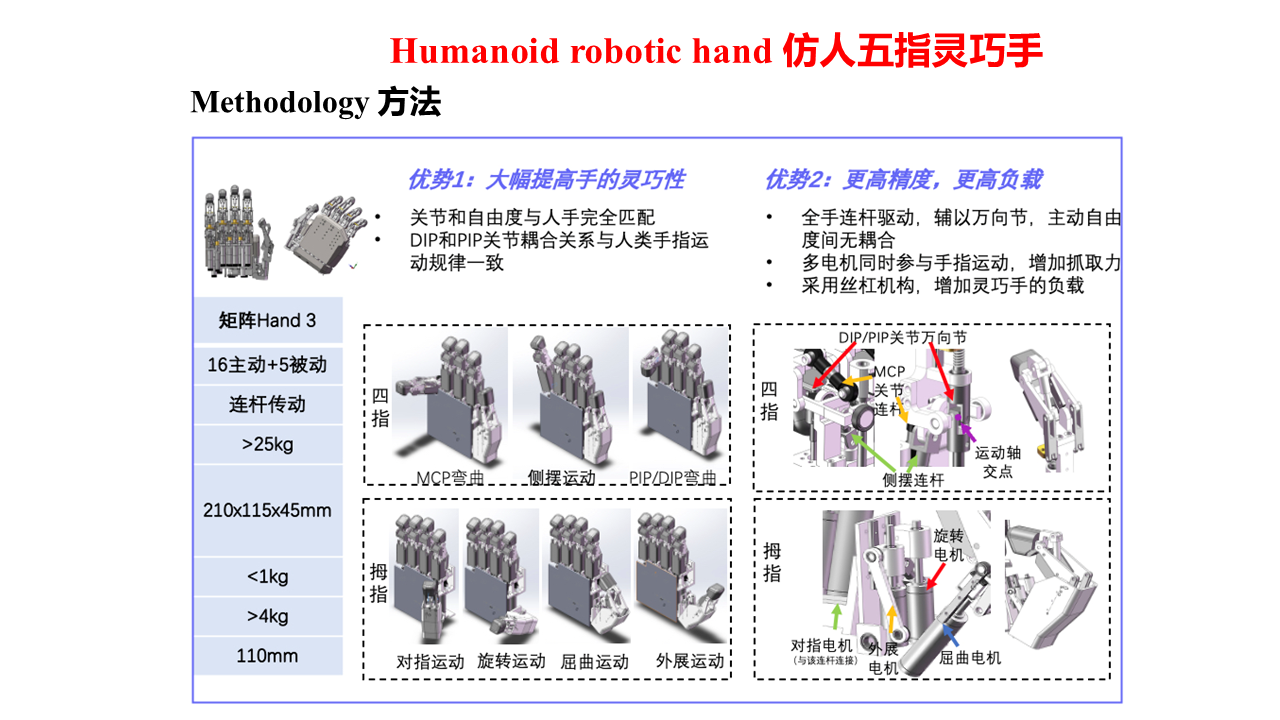 Humanoid robotic hand 仿人五指灵巧手
Methodology 方法
优势1：大幅提高手的灵巧性
• 关节和自由度与人手完全匹配
• DIP和PIP关节耦合关系与人类手指运
动规律一致
优势2：更高精度，更高负载
• 全手连杆驱动，辅以万向节，主动自由
度间无耦合
• 多电机同时参与手指运动，增加抓取力
• 采用丝杠机构，增加灵巧手的负载
矩阵Hand 3
16主动+5被动
连杆传动
>25kg
210x115x45mm
<1kg
>4kg
110mm
四
指
MCP弯曲
侧摆运动
PIP/DIP弯曲
拇
指
对指运动
旋转运动
屈曲运动
外展运动
四
指
DIP/PIP关节万向节
MCP
关节
连杆
运动轴
交点
侧摆连杆
拇
指
旋转
电机
对指电机
（与该连杆连接）
外展
电机
屈曲电机